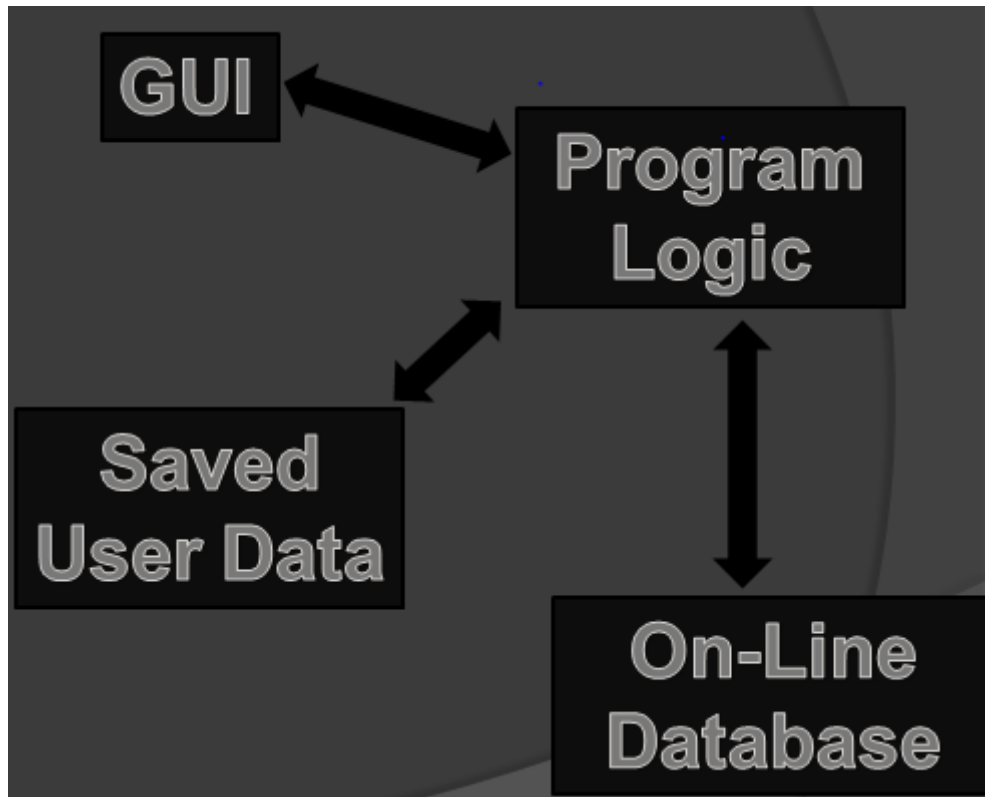 GUI
Program
Logic
Saved
User Data
On-Line
Database